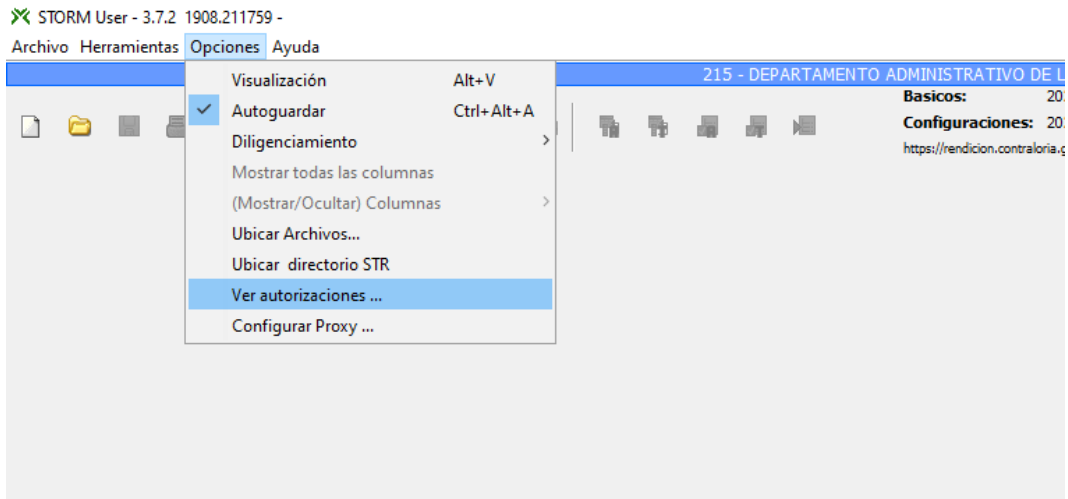 STORM User - 3.7.2 1908.211759 -
Archivo Herramientas Opciones Ayuda
215 - DEPARTAMENTO ADMINISTRATIVO DE L
Basicos: 20
Configuraciones: 20
https://rendicion.contraloria.g
Visualización Alt+V
Autoguardar Ctrl+Alt+A
Diligenciamiento
Mostrar todas las columnas
(Mostrar/Ocultar) Columnas
Ubicar Archivos...
Ubicar directorio STR
Ver autorizaciones ...
Configurar Proxy ...